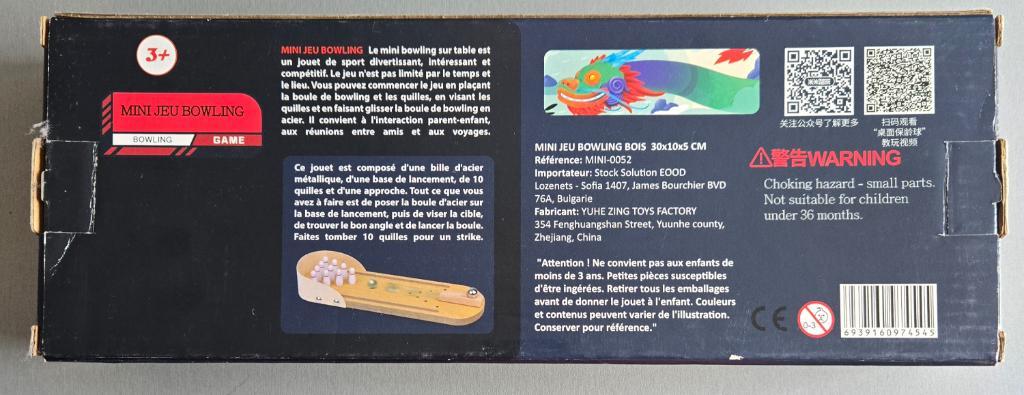 3+
MINI JEU BOWLING
BOWLING GAME
MINI JEU BOWLING Le mini bowling sur table est
un jouet de sport divertissant, intéressant et
compétitif. Le jeu n'est pas limité par le temps et
le lieu. Vous pouvez commencer le jeu en plaçant
la boule de bowling et les quilles, en visant les
quilles et en faisant glisser la boule de bowling en
acier. Il convient à l'interaction parent-enfant,
aux réunions entre amis et aux voyages.
Ce jouet est composé d'une bille d'acier
métallique, d'une base de lancement, de 10
quilles et d'une approche. Tout ce que vous
avez à faire est de poser la boule d'acier sur
la base de lancement, puis de viser la cible,
de trouver le bon angle et de lancer la boule.
Faites tomber 10 quilles pour un strike.
MINI JEU BOWLING BOIS 30x10x5 CM
Référence: MINI-0052
Importateur: Stock Solution EOOD
Lozenets - Sofia 1407, James Bourchier BVD
76A, Bulgarie
Fabricant: YUHE ZING TOYS FACTORY
354 Fenghuangshan Street, Yuunhe county,
Zhejiang, China
"Attention ! Ne convient pas aux enfants de
moins de 3 ans. Petites pièces susceptibles
d'être ingérées. Retirer tous les emballages
avant de donner le jouet à l'enfant. Couleurs
et contenus peuvent varier de l'illustration.
Conserver pour référence."
关注公众号了解更多
扫码观看
"桌面保龄球"
教玩视频
警告WARNING
Choking hazard - small parts.
Not suitable for children
under 36 months.
CE
0-3
6939160974545